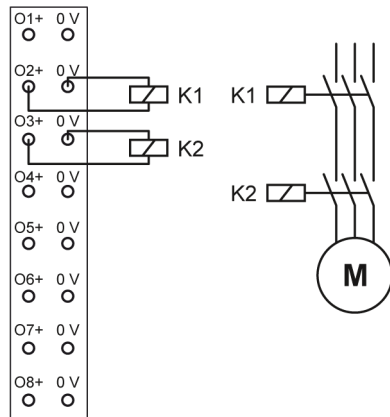 O1+ 0 V
O2+ 0 V
K1 K1
O3+ 0 V
K2
O4+ 0 V
K2
O5+ 0 V
O6+ 0 V
M
O7+ 0 V
O8+ 0 V